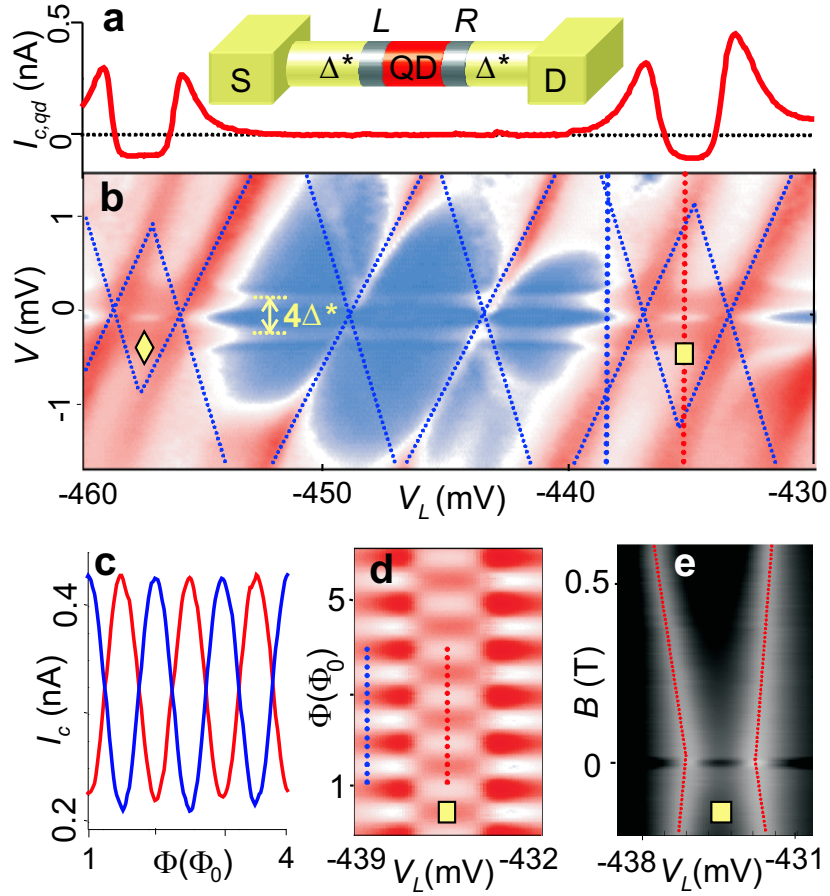 a
L R
S Δ* QD Δ* D
0.5
0
I_{c,qd} (nA)
b
4Δ*
1
0
-1
V (mV)
-460 -450 -440 -430
V_L (mV)
c
0.4
0.2
I_c (nA)
1 4
Φ(Φ_0)
d
5
1
Φ(Φ_0)
-439 -432
V_L (mV)
e
0.5
0
B (T)
-438 -431
V_L (mV)